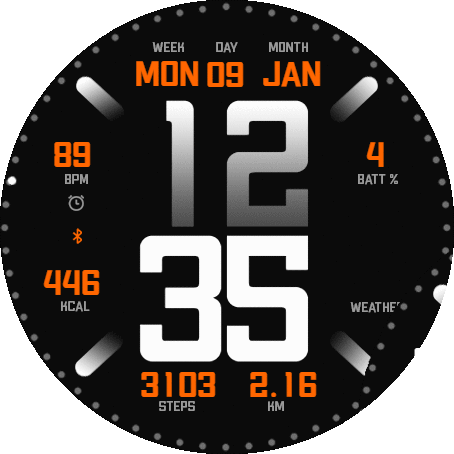 WEEK DAY MONTH
MON 09 JAN
12
89
BPM
4
BATT %
35
446
KCAL
3103
STEPS
2.16
KM